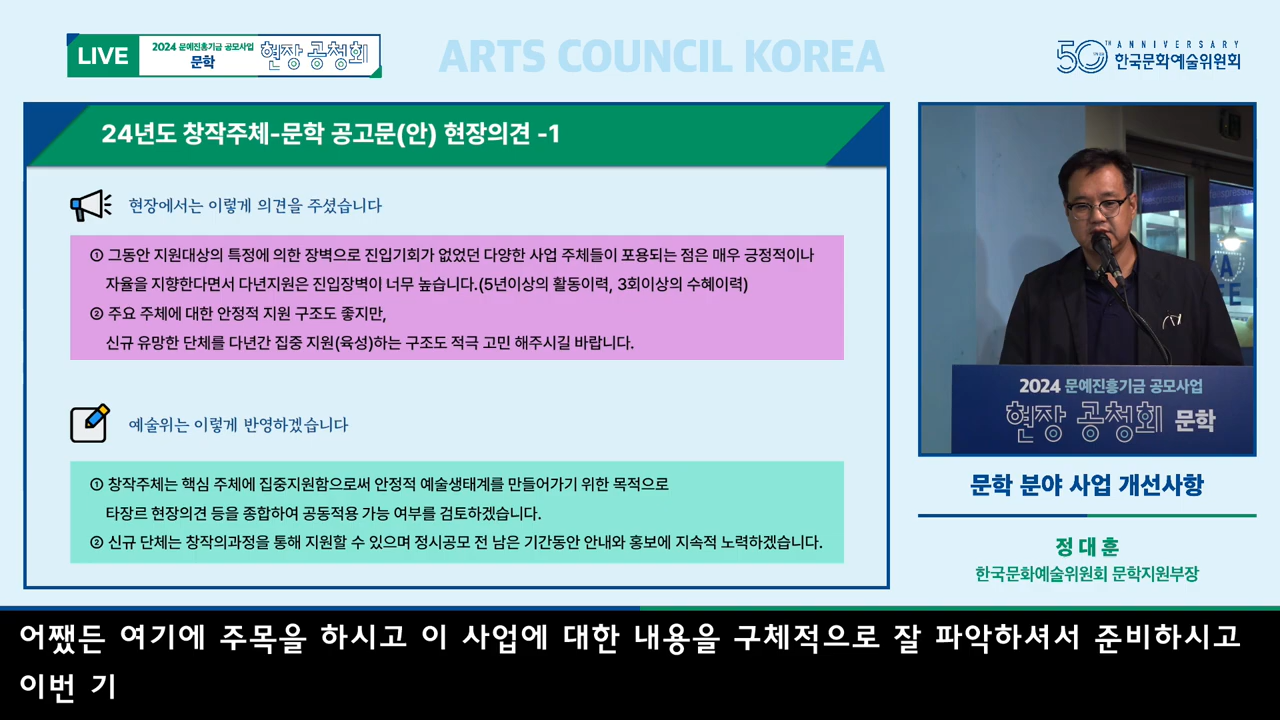 LIVE
2024 문예진흥기금 공모사업
문학
현장 공청회
ARTS COUNCIL KOREA
50TH ANNIVERSARY
한국문화예술위원회
24년도 창작주체-문학 공고문(안) 현장의견 -1
현장에서는 이렇게 의견을 주셨습니다
① 그동안 지원대상의 특정에 의한 장벽으로 진입기회가 없었던 다양한 사업 주체들이 포용되는 점은 매우 긍정적이나
자율을 지향한다면서 다년지원은 진입장벽이 너무 높습니다.(5년이상의 활동이력, 3회이상의 수혜이력)
② 주요 주체에 대한 안정적 지원 구조도 좋지만,
신규 유망한 단체를 다년간 집중 지원(육성)하는 구조도 적극 고민 해주시길 바랍니다.
예술위는 이렇게 반영하겠습니다
① 창작주체는 핵심 주체에 집중지원함으로써 안정적 예술생태계를 만들어가기 위한 목적으로
타장르 현장의견 등을 종합하여 공동적용 가능 여부를 검토하겠습니다.
② 신규 단체는 창작의과정을 통해 지원할 수 있으며 정시공모 전 남은 기간동안 안내와 홍보에 지속적 노력하겠습니다.
2024 문예진흥기금 공모사업
현장 공청회 문학
문학 분야 사업 개선사항
정대훈
한국문화예술위원회 문학지원부장
어쨌든 여기에 주목을 하시고 이 사업에 대한 내용을 구체적으로 잘 파악하셔서 준비하시고
이번 기